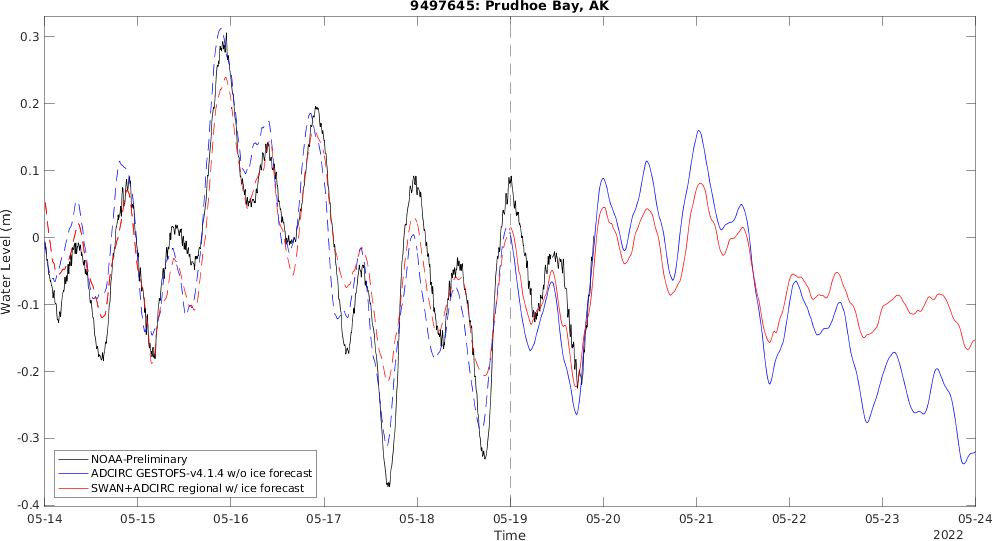 9497645: Prudhoe Bay, AK
Water Level (m)
0.3
0.2
0.1
0
-0.1
-0.2
-0.3
-0.4
NOAA-Preliminary
ADCIRC GESTOFS-v4.1.4 w/o ice forecast
SWAN+ADCIRC regional w/ ice forecast
05-14 05-15 05-16 05-17 05-18 05-19 05-20 05-21 05-22 05-23 05-24
Time
2022